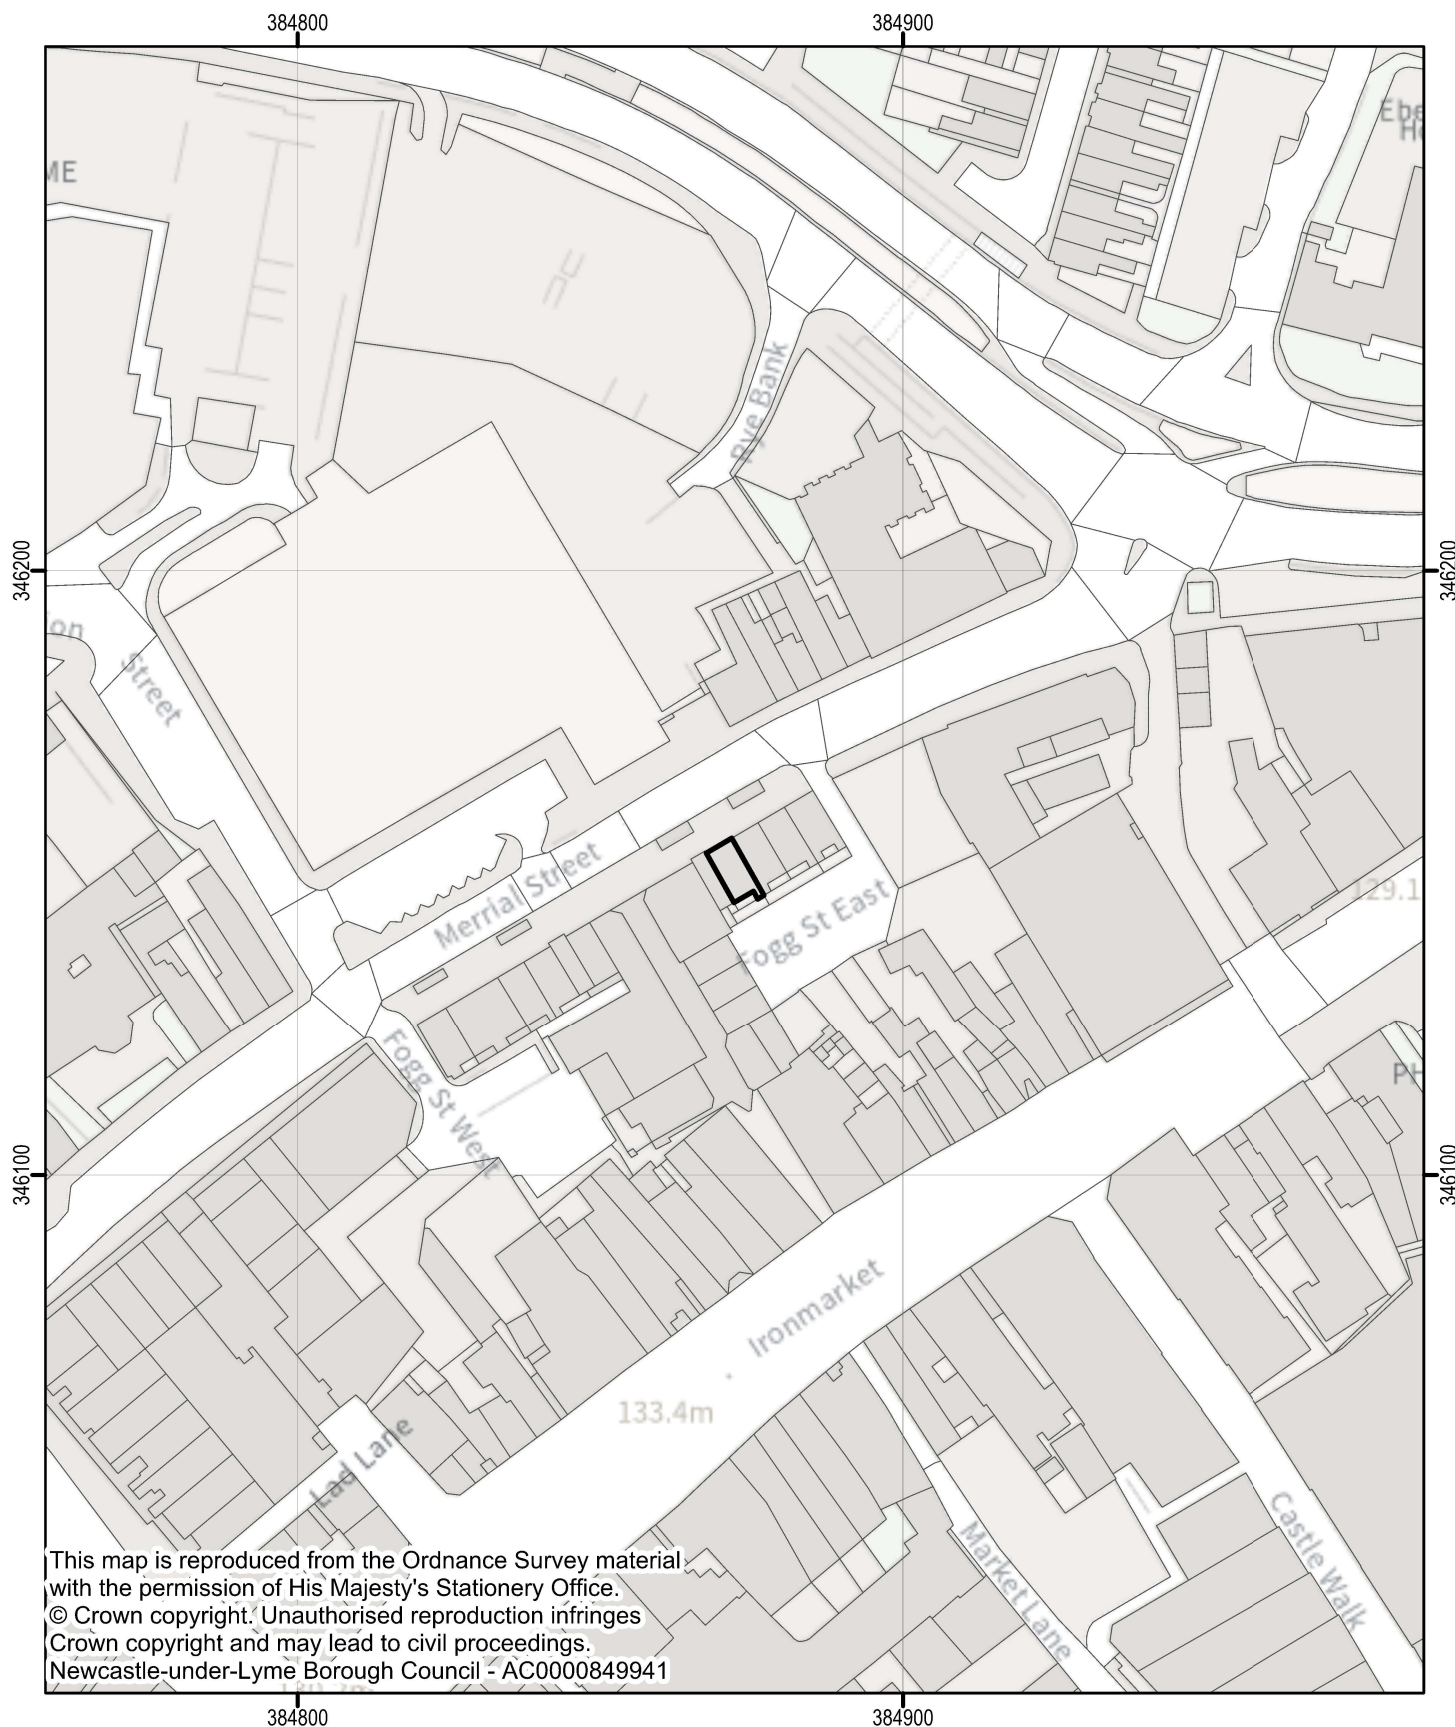 384800
384900
Ebe
ME
Rye Bank
346200
346200
on
Street
Merrial Street
129.1
Fogg St East
Fogg St West
PH
346100
346100
Ironmarket
133.4m
Lad Lane
Castle Walk
Market Lane
This map is reproduced from the Ordnance Survey material
with the permission of His Majesty's Stationery Office.
© Crown copyright. Unauthorised reproduction infringes
Crown copyright and may lead to civil proceedings.
Newcastle-under-Lyme Borough Council - AC0000849941
384800
384900